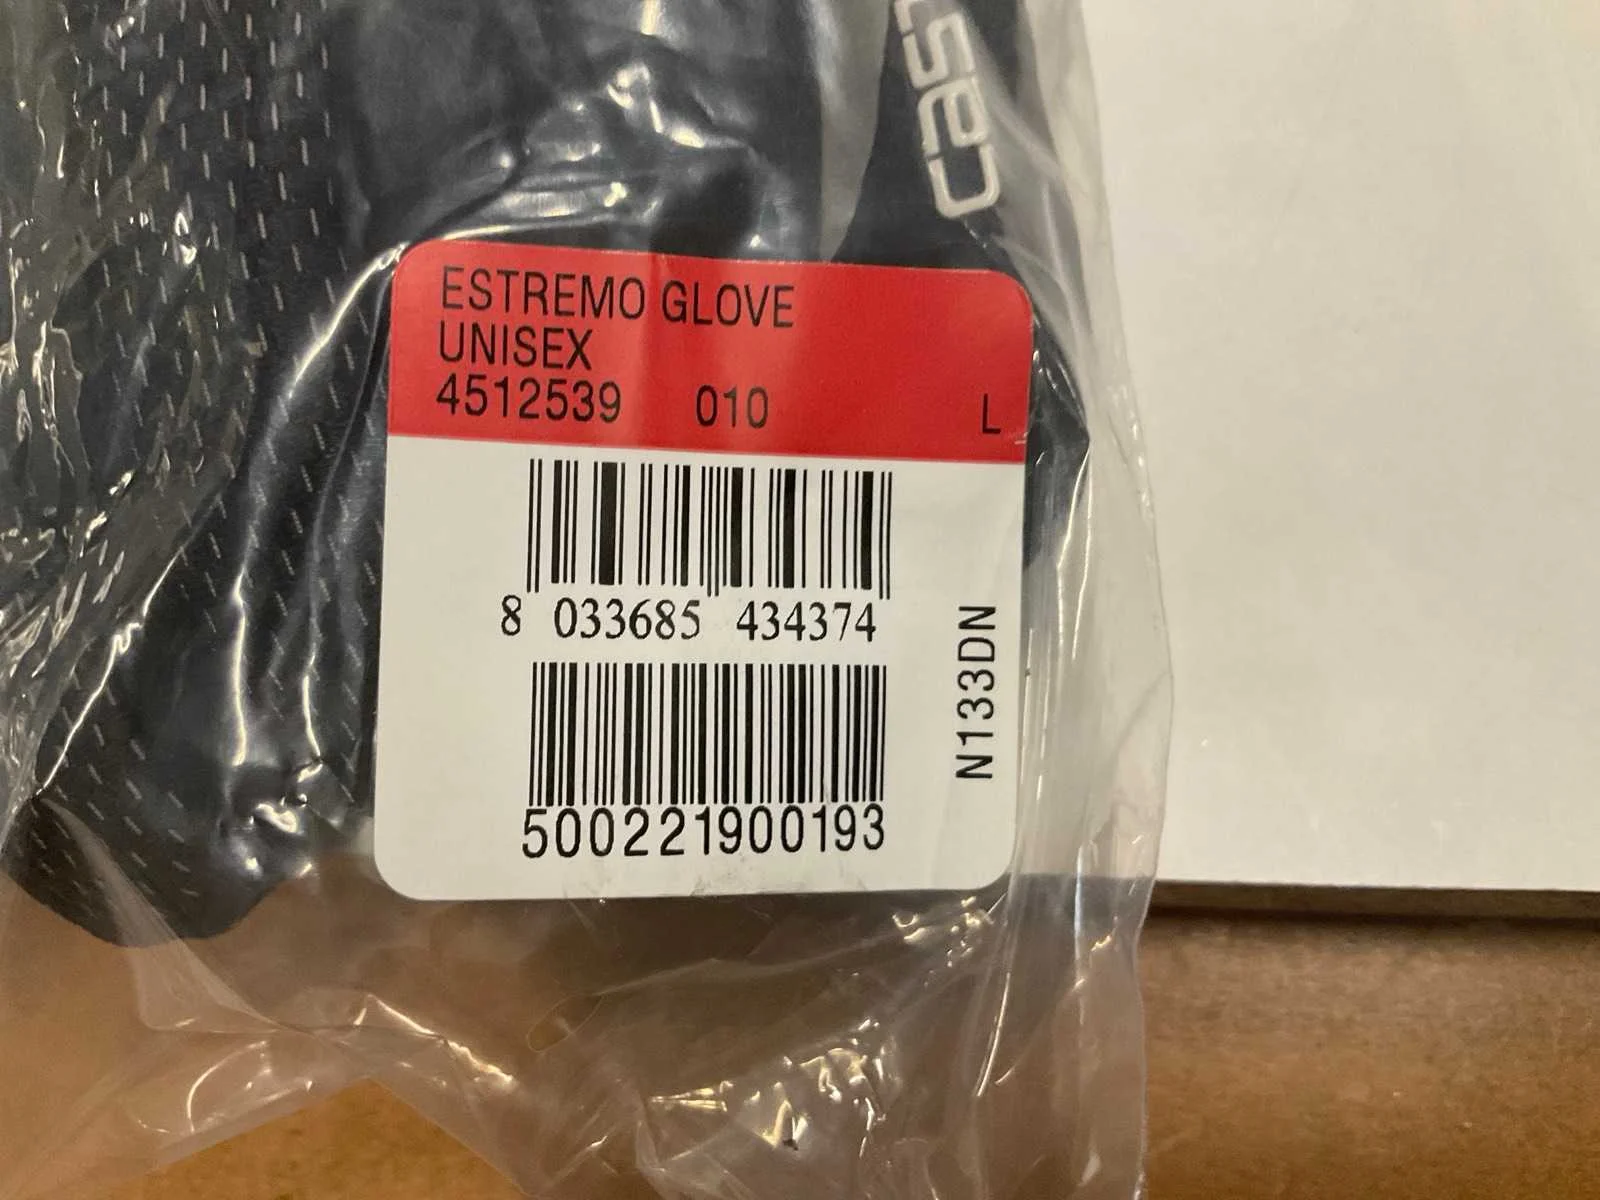 ESTREMO GLOVE
UNISEX
4512539 010 L
8 033685 434374
N133DN
500221900193